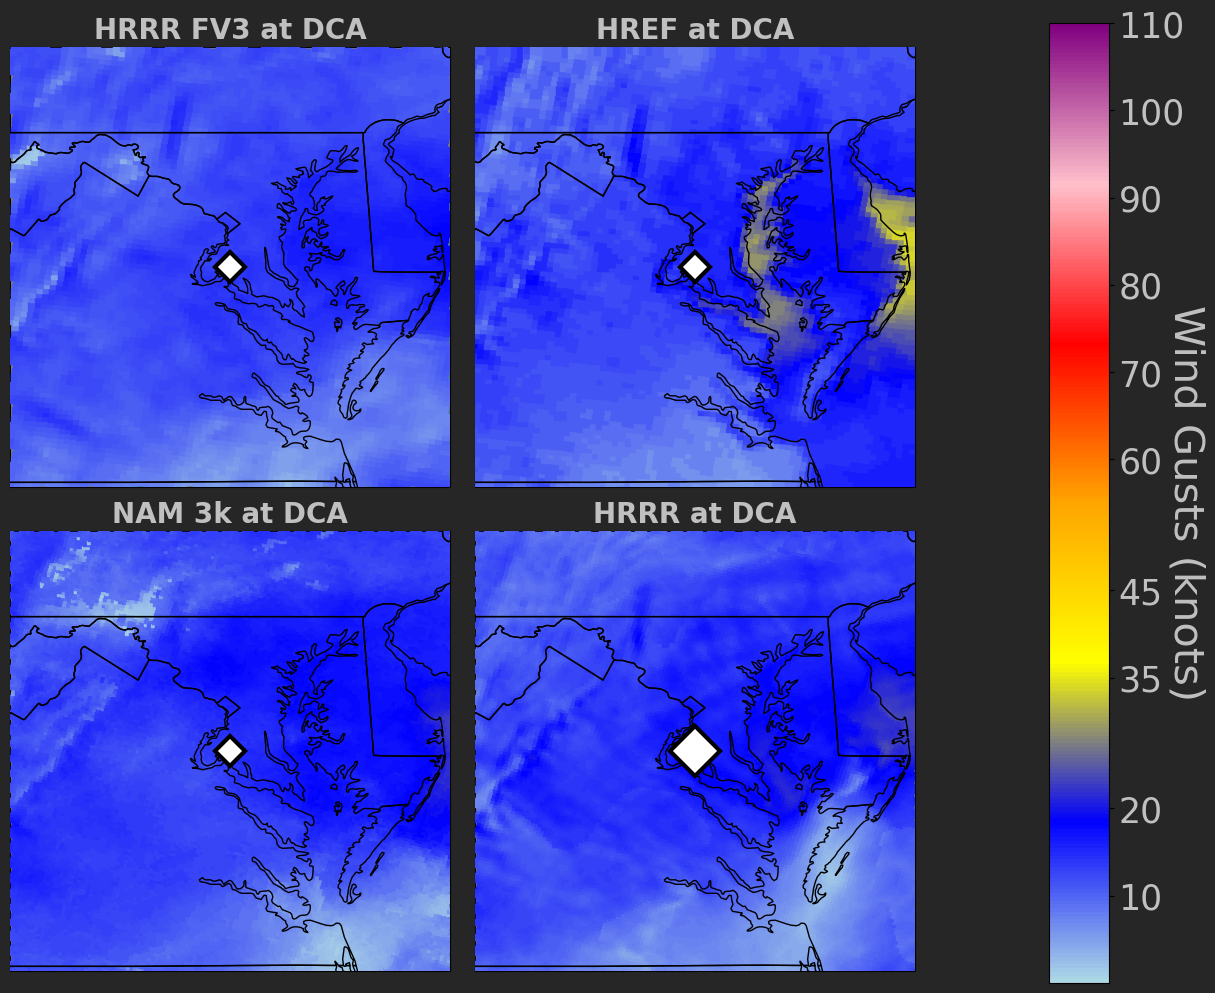 HRRR FV3 at DCA
HREF at DCA
NAM 3k at DCA
HRRR at DCA
110
100
90
80
70
60
45
35
20
10
Wind Gusts (knots)